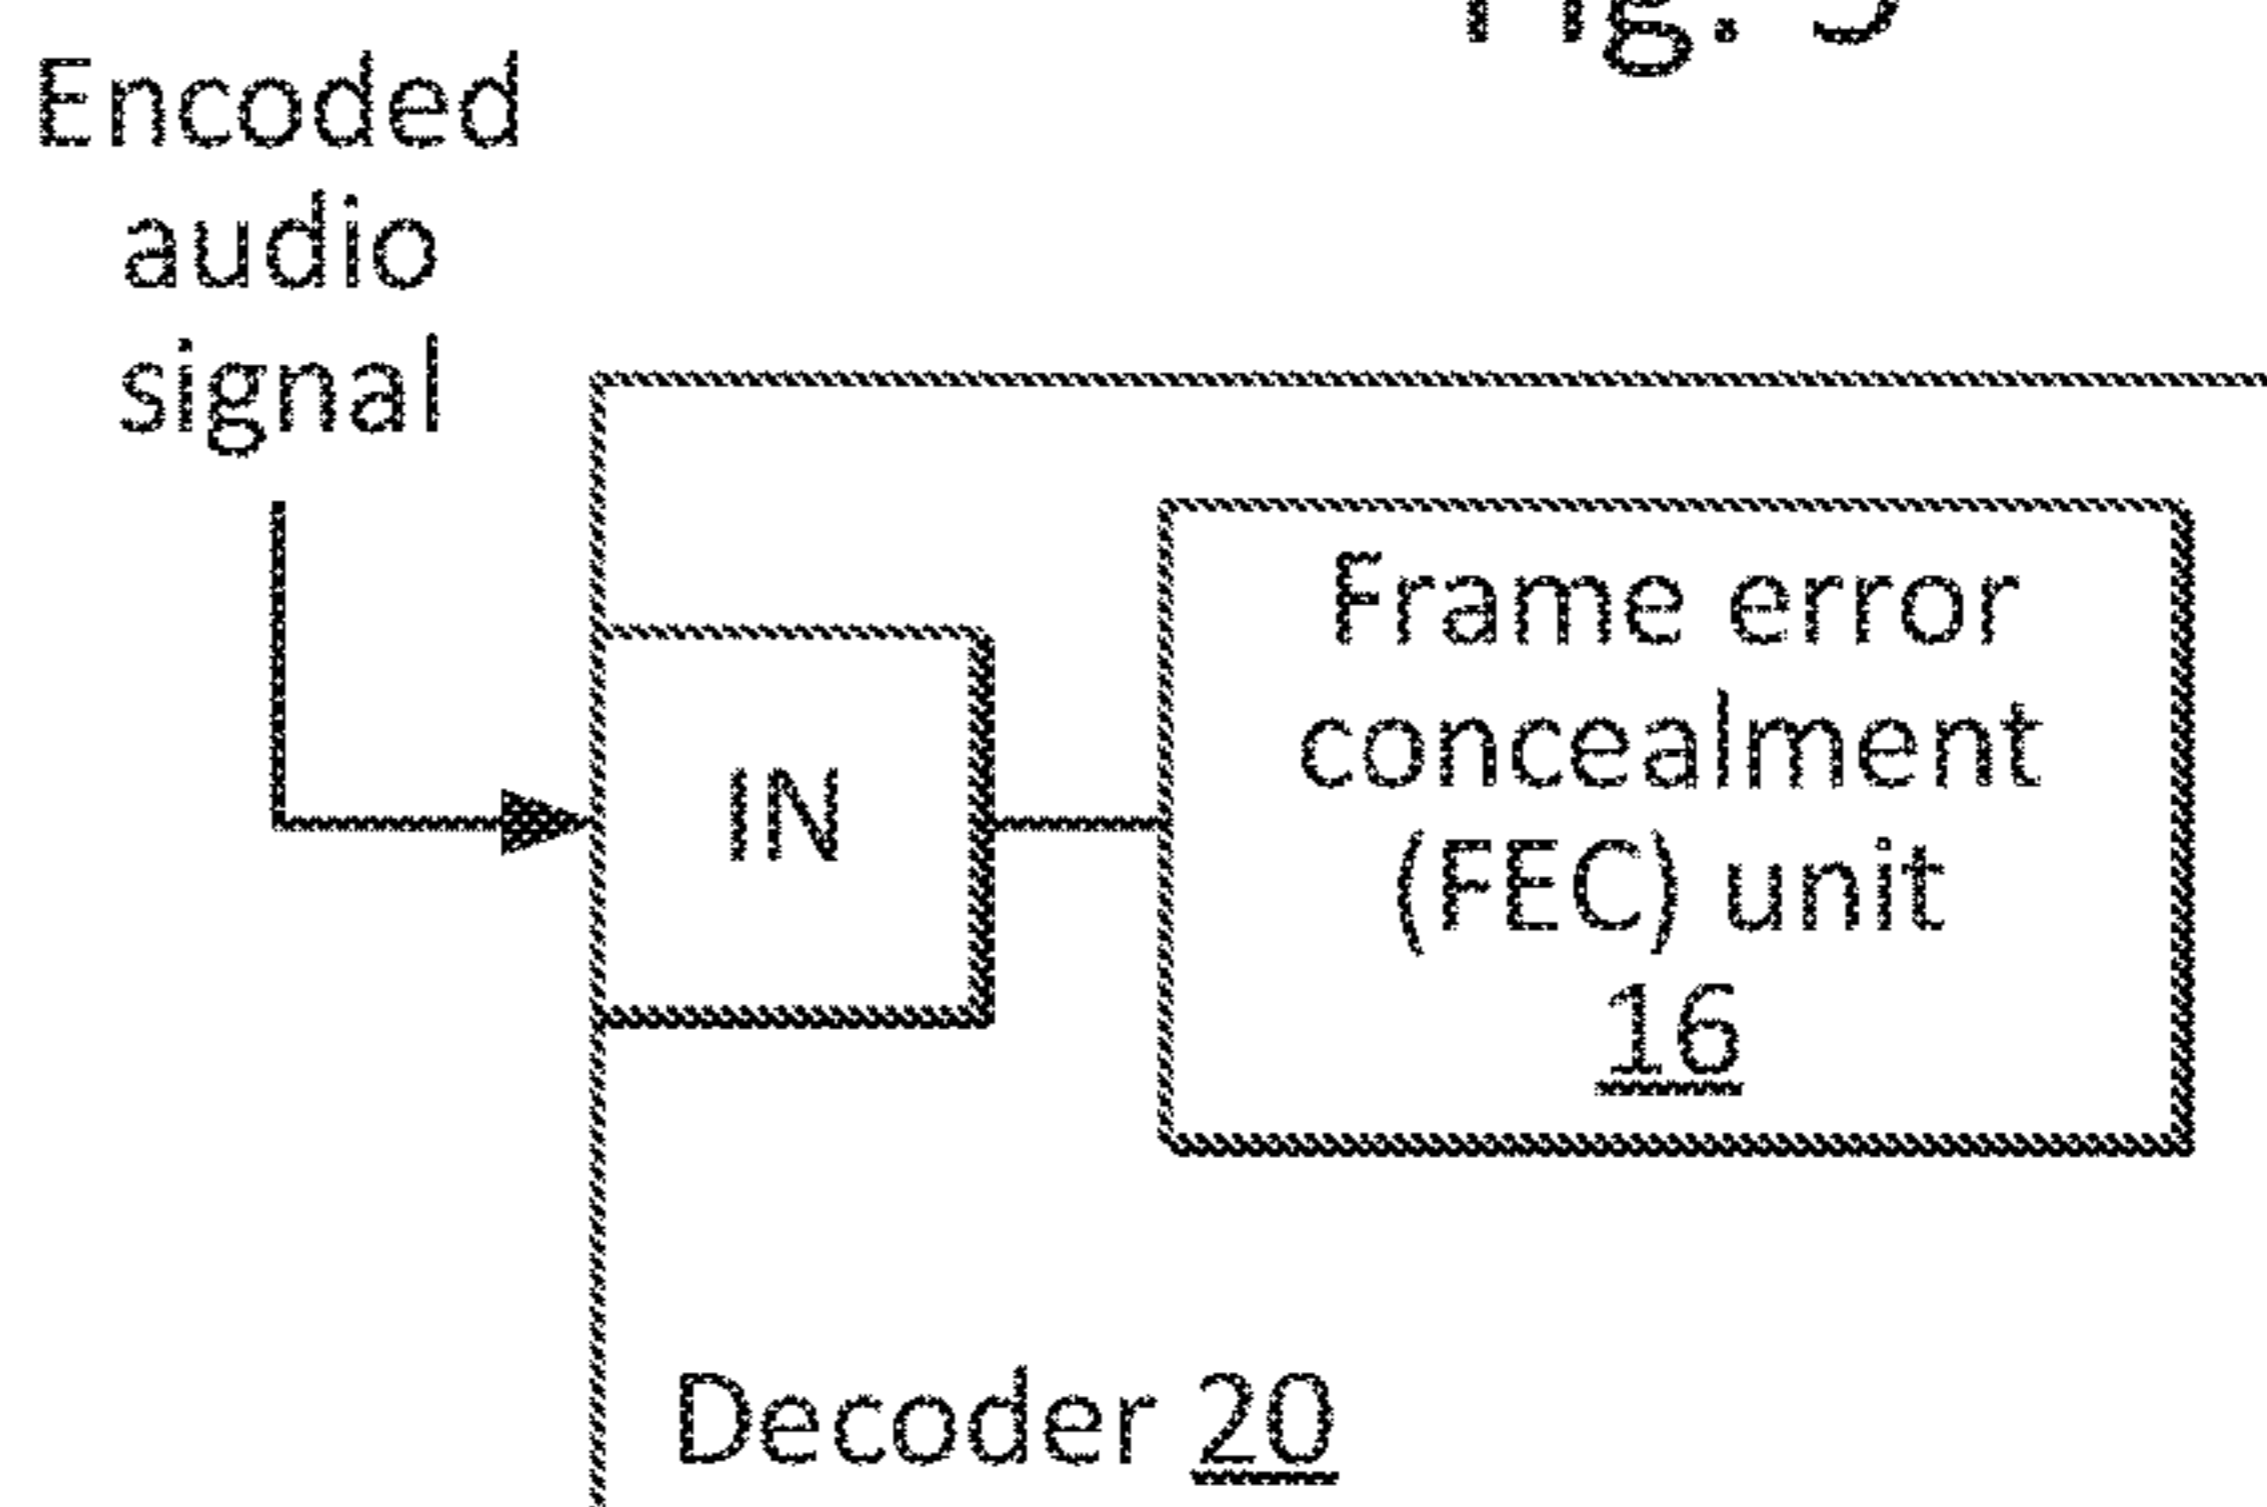 Encoded
audio
signal
IN
Frame error
concealment
(FEC) unit
16
Decoder 20